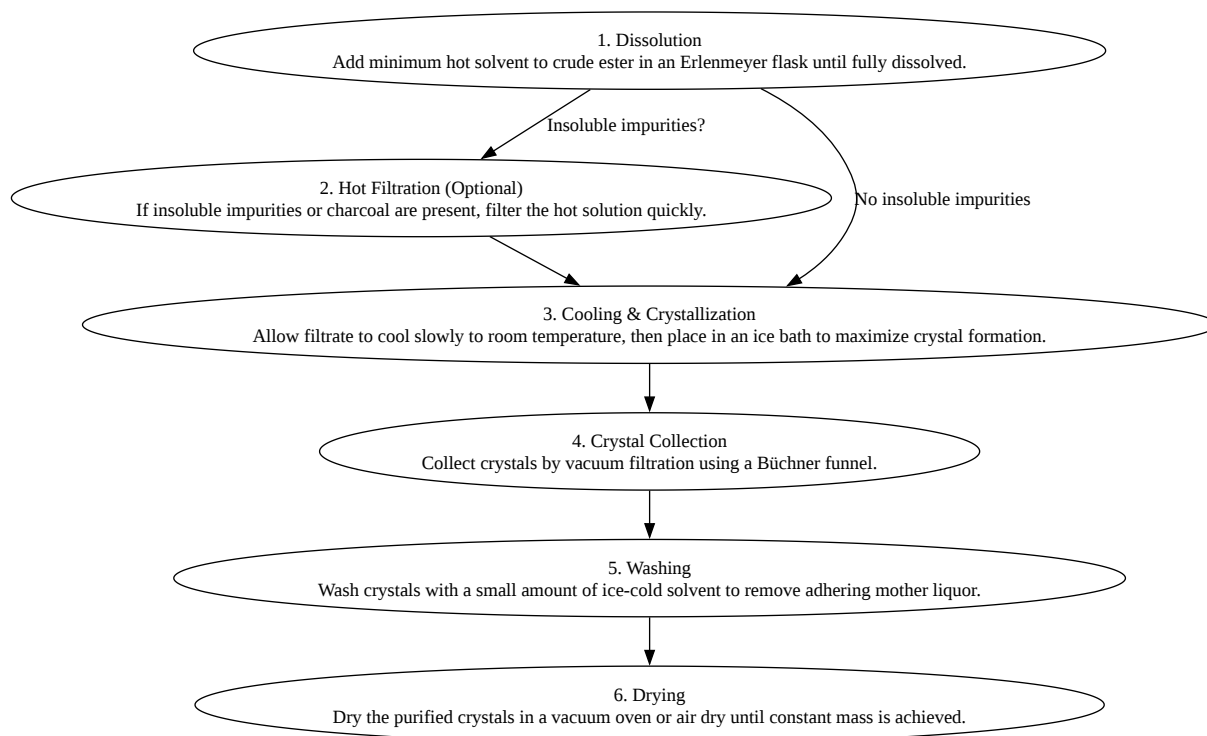 1. Dissolution
Add minimum hot solvent to crude ester in an Erlenmeyer flask until fully dissolved.
Insoluble impurities?
2. Hot Filtration (Optional)
If insoluble impurities or charcoal are present, filter the hot solution quickly.
No insoluble impurities
3. Cooling & Crystallization
Allow filtrate to cool slowly to room temperature, then place in an ice bath to maximize crystal formation.
4. Crystal Collection
Collect crystals by vacuum filtration using a Büchner funnel.
5. Washing
Wash crystals with a small amount of ice-cold solvent to remove adhering mother liquor.
6. Drying
Dry the purified crystals in a vacuum oven or air dry until constant mass is achieved.